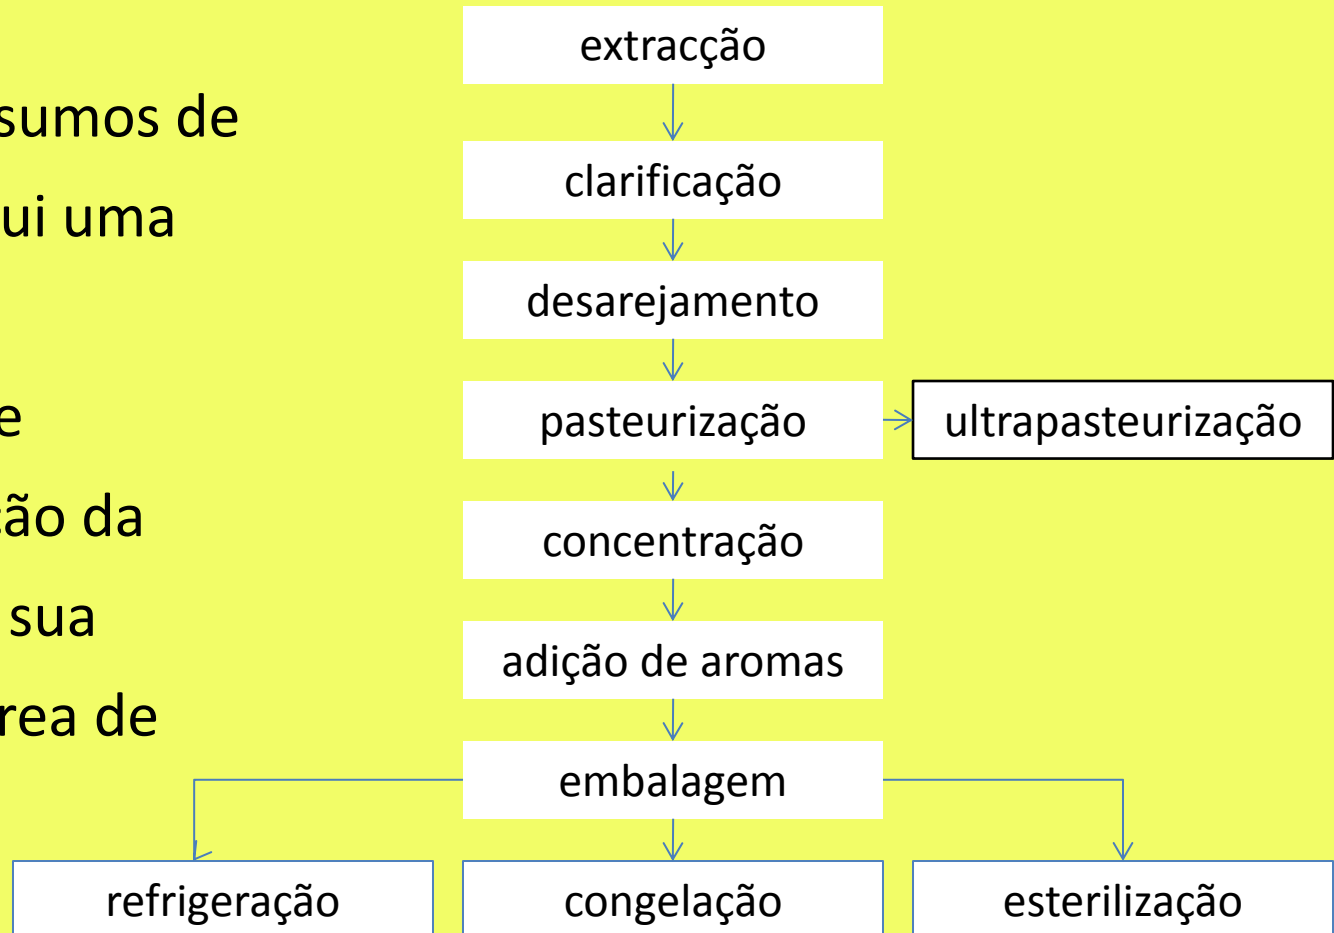 sumos de
ui uma
e
ção da
sua
rea de
extracção
clarificação
desarejamento
pasteurização
ultrapasteurização
concentração
adição de aromas
embalagem
refrigeração
congelação
esterilização